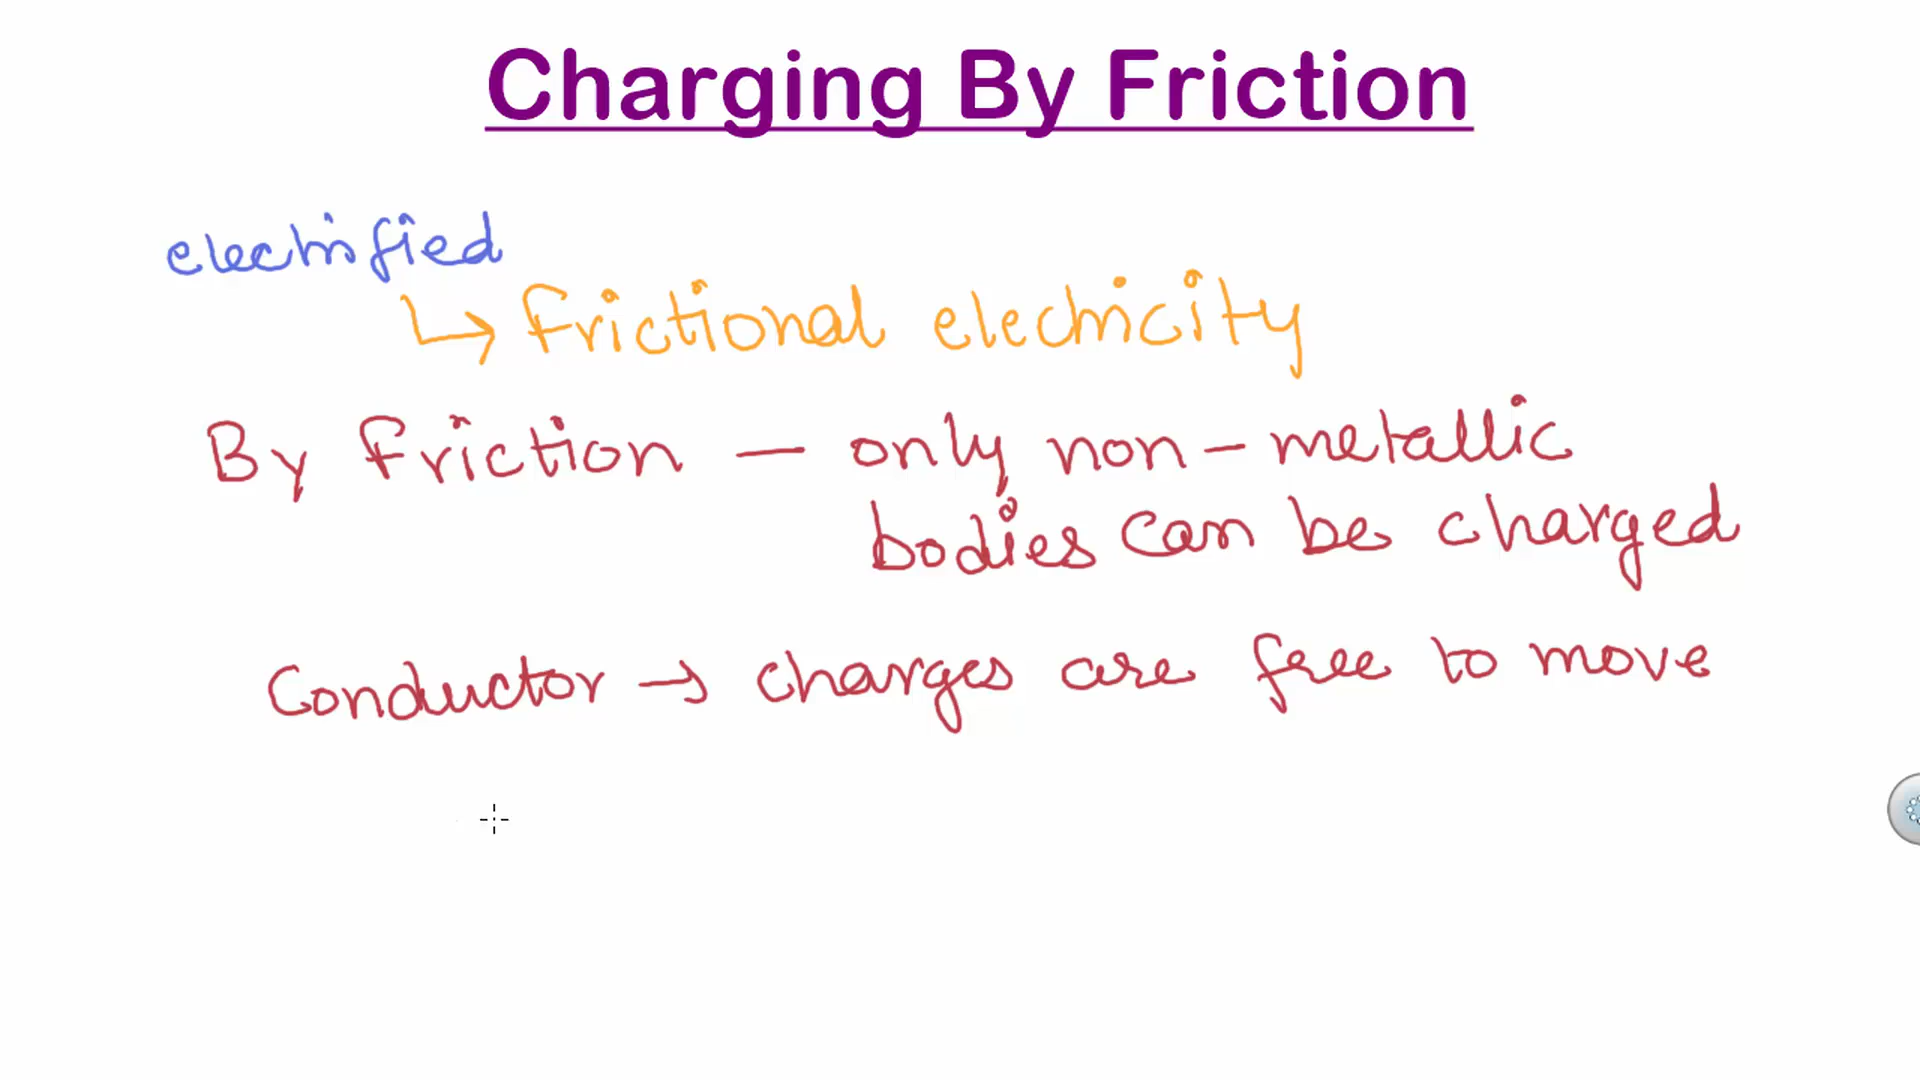 Charging By Friction
electrified
↳ Frictional electricity
By Friction — only non-metallic
bodies can be charged
Conductor → charges are free to move